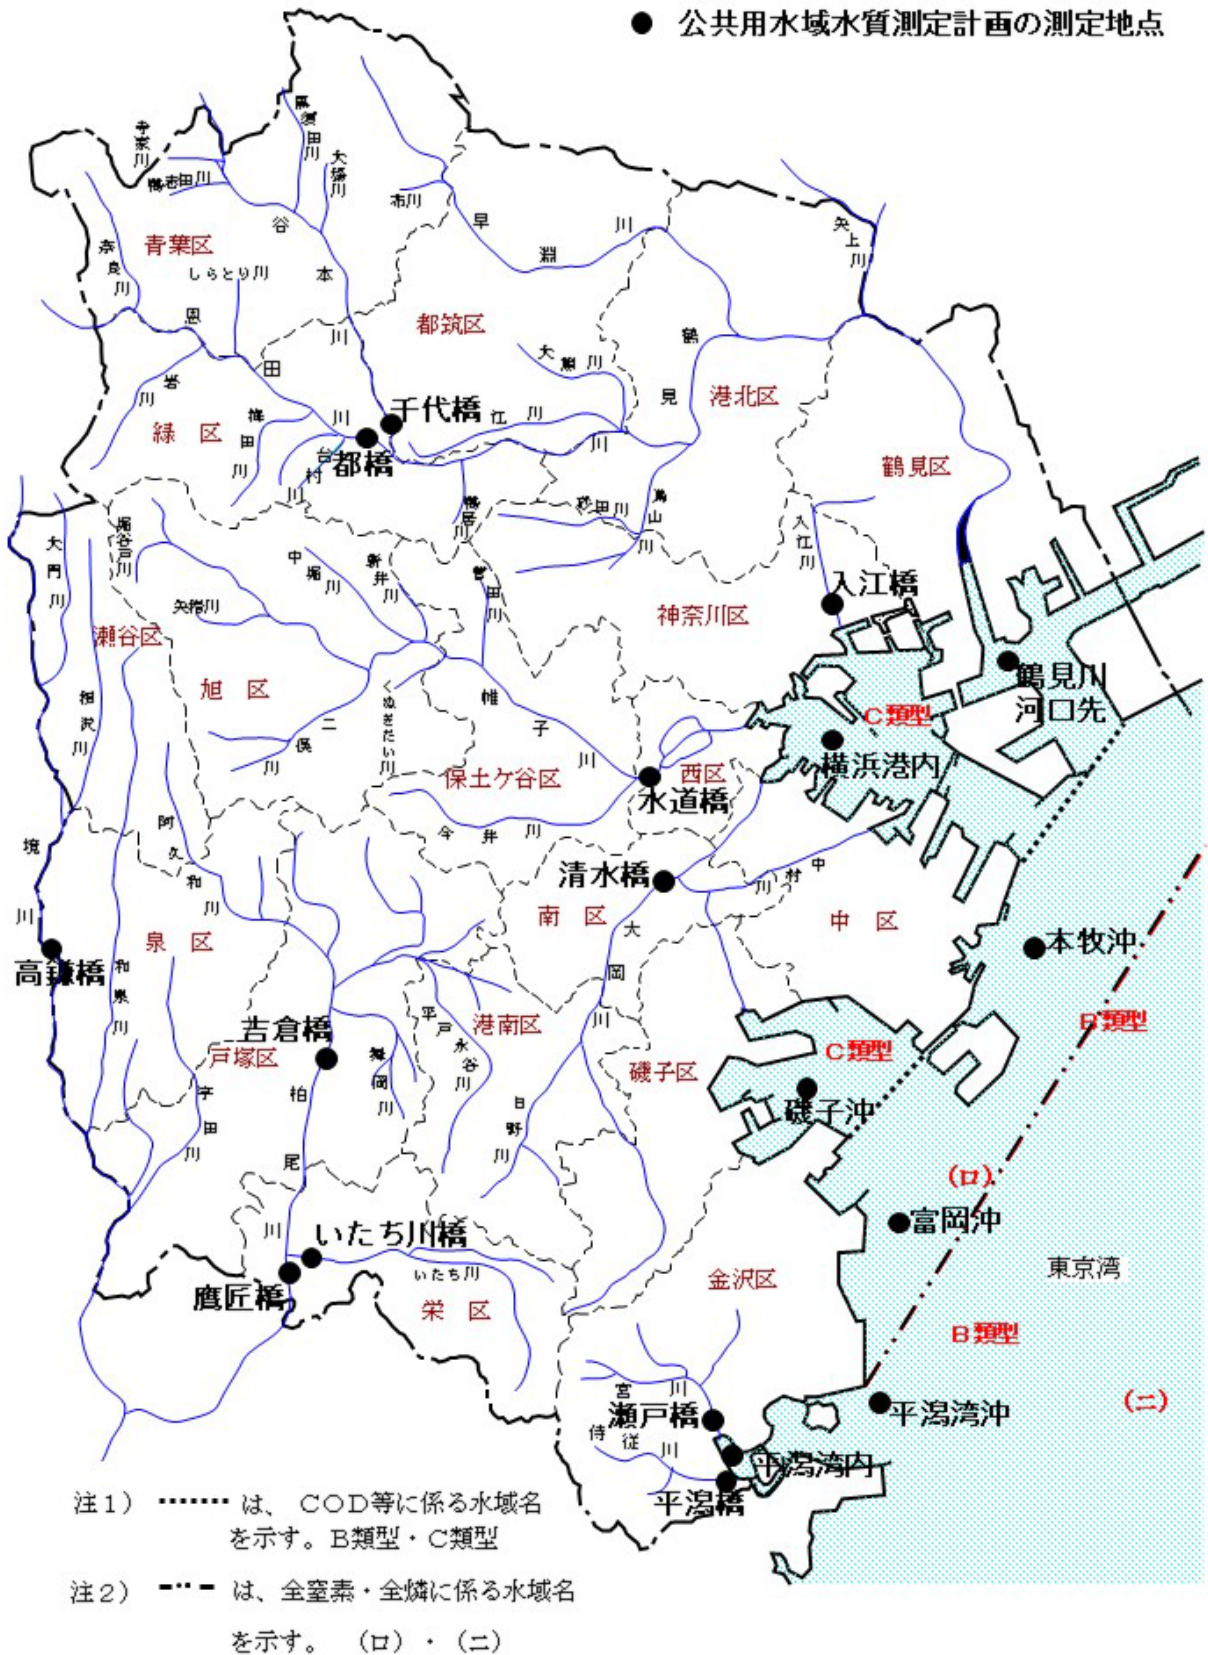 ● 公共用水域水質測定計画の測定地点
寺家川
鴨志田川
黒須田川
大場川
布川
早淵川
矢上川
青葉区
奈良川
しらとり川
谷本川
恩田川
都筑区
大熊川
鶴見川
港北区
岩川
緑区
梅田川
台村川
千代橋
都橋
江川
鶴見区
鴨居川
砂田川
鳥山川
入江川
入江橋
大門川
堀谷戸川
中堀川
新井川
菅田川
神奈川区
瀬谷区
矢指川
相沢川
旭区
二俣川
くぬぎだい川
帷子川
保土ケ谷区
西区
水道橋
C類型
鶴見川
河口先
横浜港内
今井川
境川
阿久和川
清水橋
中村川
南区
大岡川
中区
本牧沖
泉区
高鎌橋
和泉川
吉倉橋
戸塚区
舞岡川
平戸永谷川
港南区
磯子区
C類型
B類型
磯子沖
柏尾川
日野川
宇田川
(ロ)
富岡沖
いたち川橋
いたち川
鷹匠橋
栄区
金沢区
東京湾
B類型
(ニ)
宮川
瀬戸橋
侍従川
平潟湾沖
平潟湾内
平潟橋
注1) ……… は、 COD等に係る水域名
を示す。B類型・C類型
注2) ━··━ は、全窒素・全燐に係る水域名
を示す。 (ロ)・(ニ)